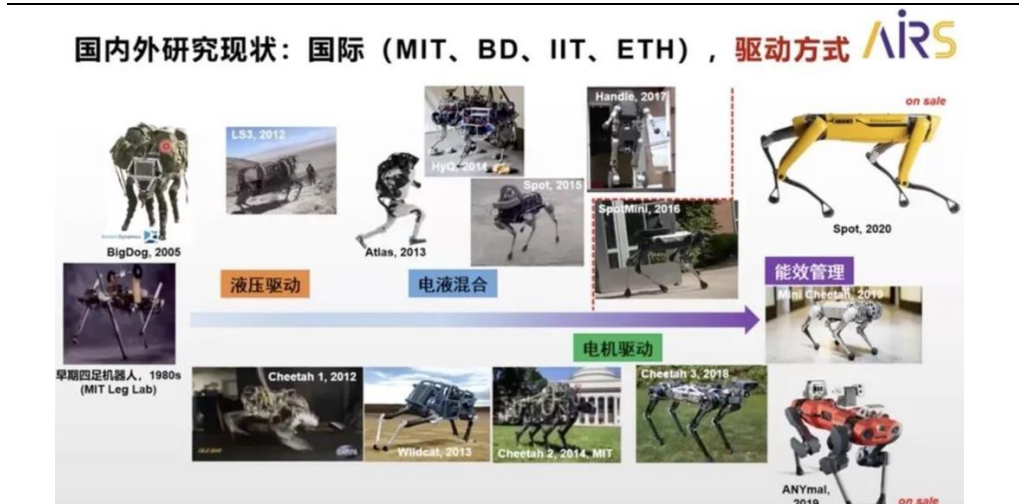 国内外研究现状：国际（MIT、BD、IIT、ETH），驱动方式
AIRS
BigDog, 2005
LS3, 2012
Atlas, 2013
HyQ, 2011
Spot, 2015
Handle, 2017
SpotMini, 2016
on sale
Spot, 2020
液压驱动
电液混合
能效管理
电机驱动
早期四足机器人，1980s
(MIT Leg Lab)
Cheetah 1, 2012
Wildcat, 2013
Cheetah 2, 2014, MIT
Cheetah 3, 2018
Mini Cheetah, 2019
ANYmal,
2019
on sale